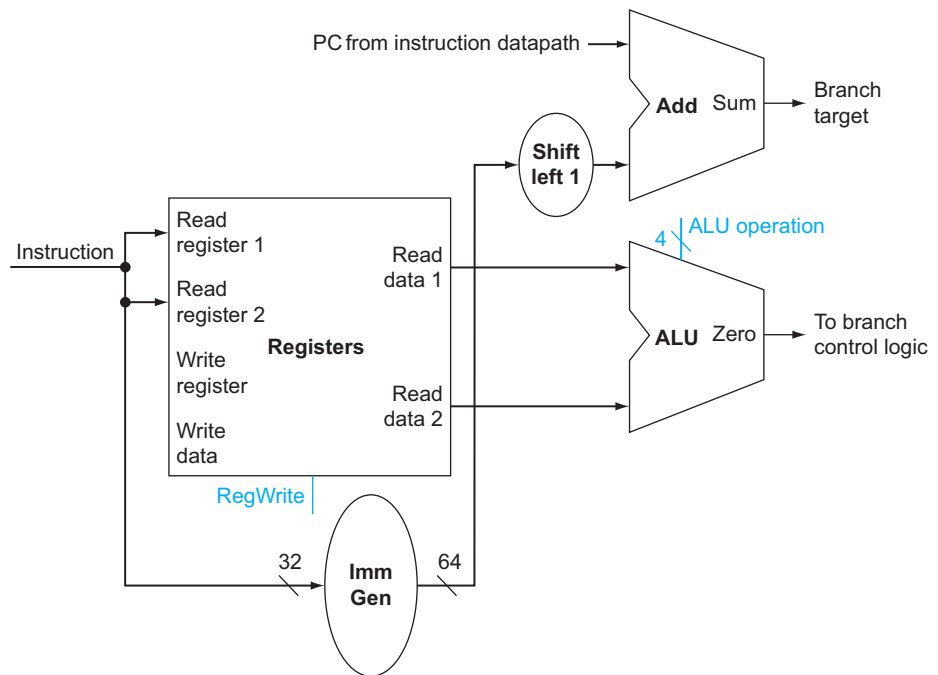 PC from instruction datapath
Add
Sum
Branch
target
Shift
left 1
ALU operation
4
Instruction
Read
register 1
Read
register 2
Write
register
Write
data
Registers
Read
data 1
Read
data 2
ALU
Zero
To branch
control logic
RegWrite
32
Imm
Gen
64